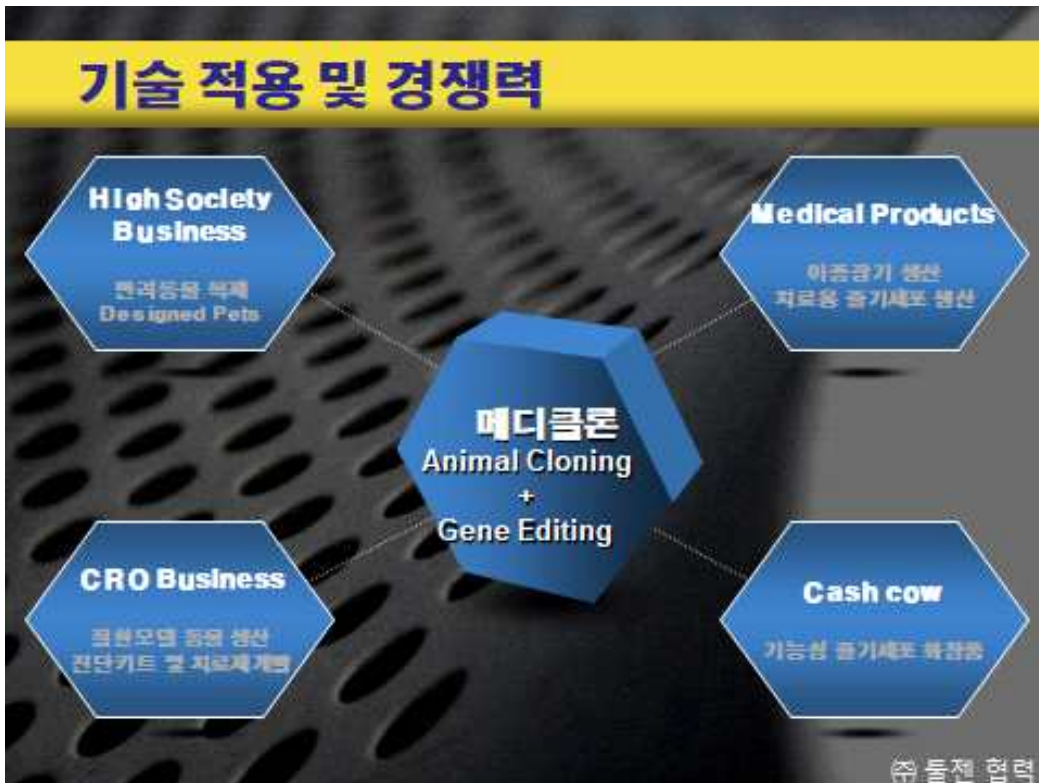 기술 적용 및 경쟁력
High Society
Business
반려동물 복제
Designed Pets
Medical Products
이종장기 생산
치료용 줄기세포 생산
메디클론
Animal Cloning
+
Gene Editing
CRO Business
질환모델 동물 생산
진단키트 및 치료제개발
Cash cow
기능성 줄기세포 화장품
㈜ 툴젠 협력